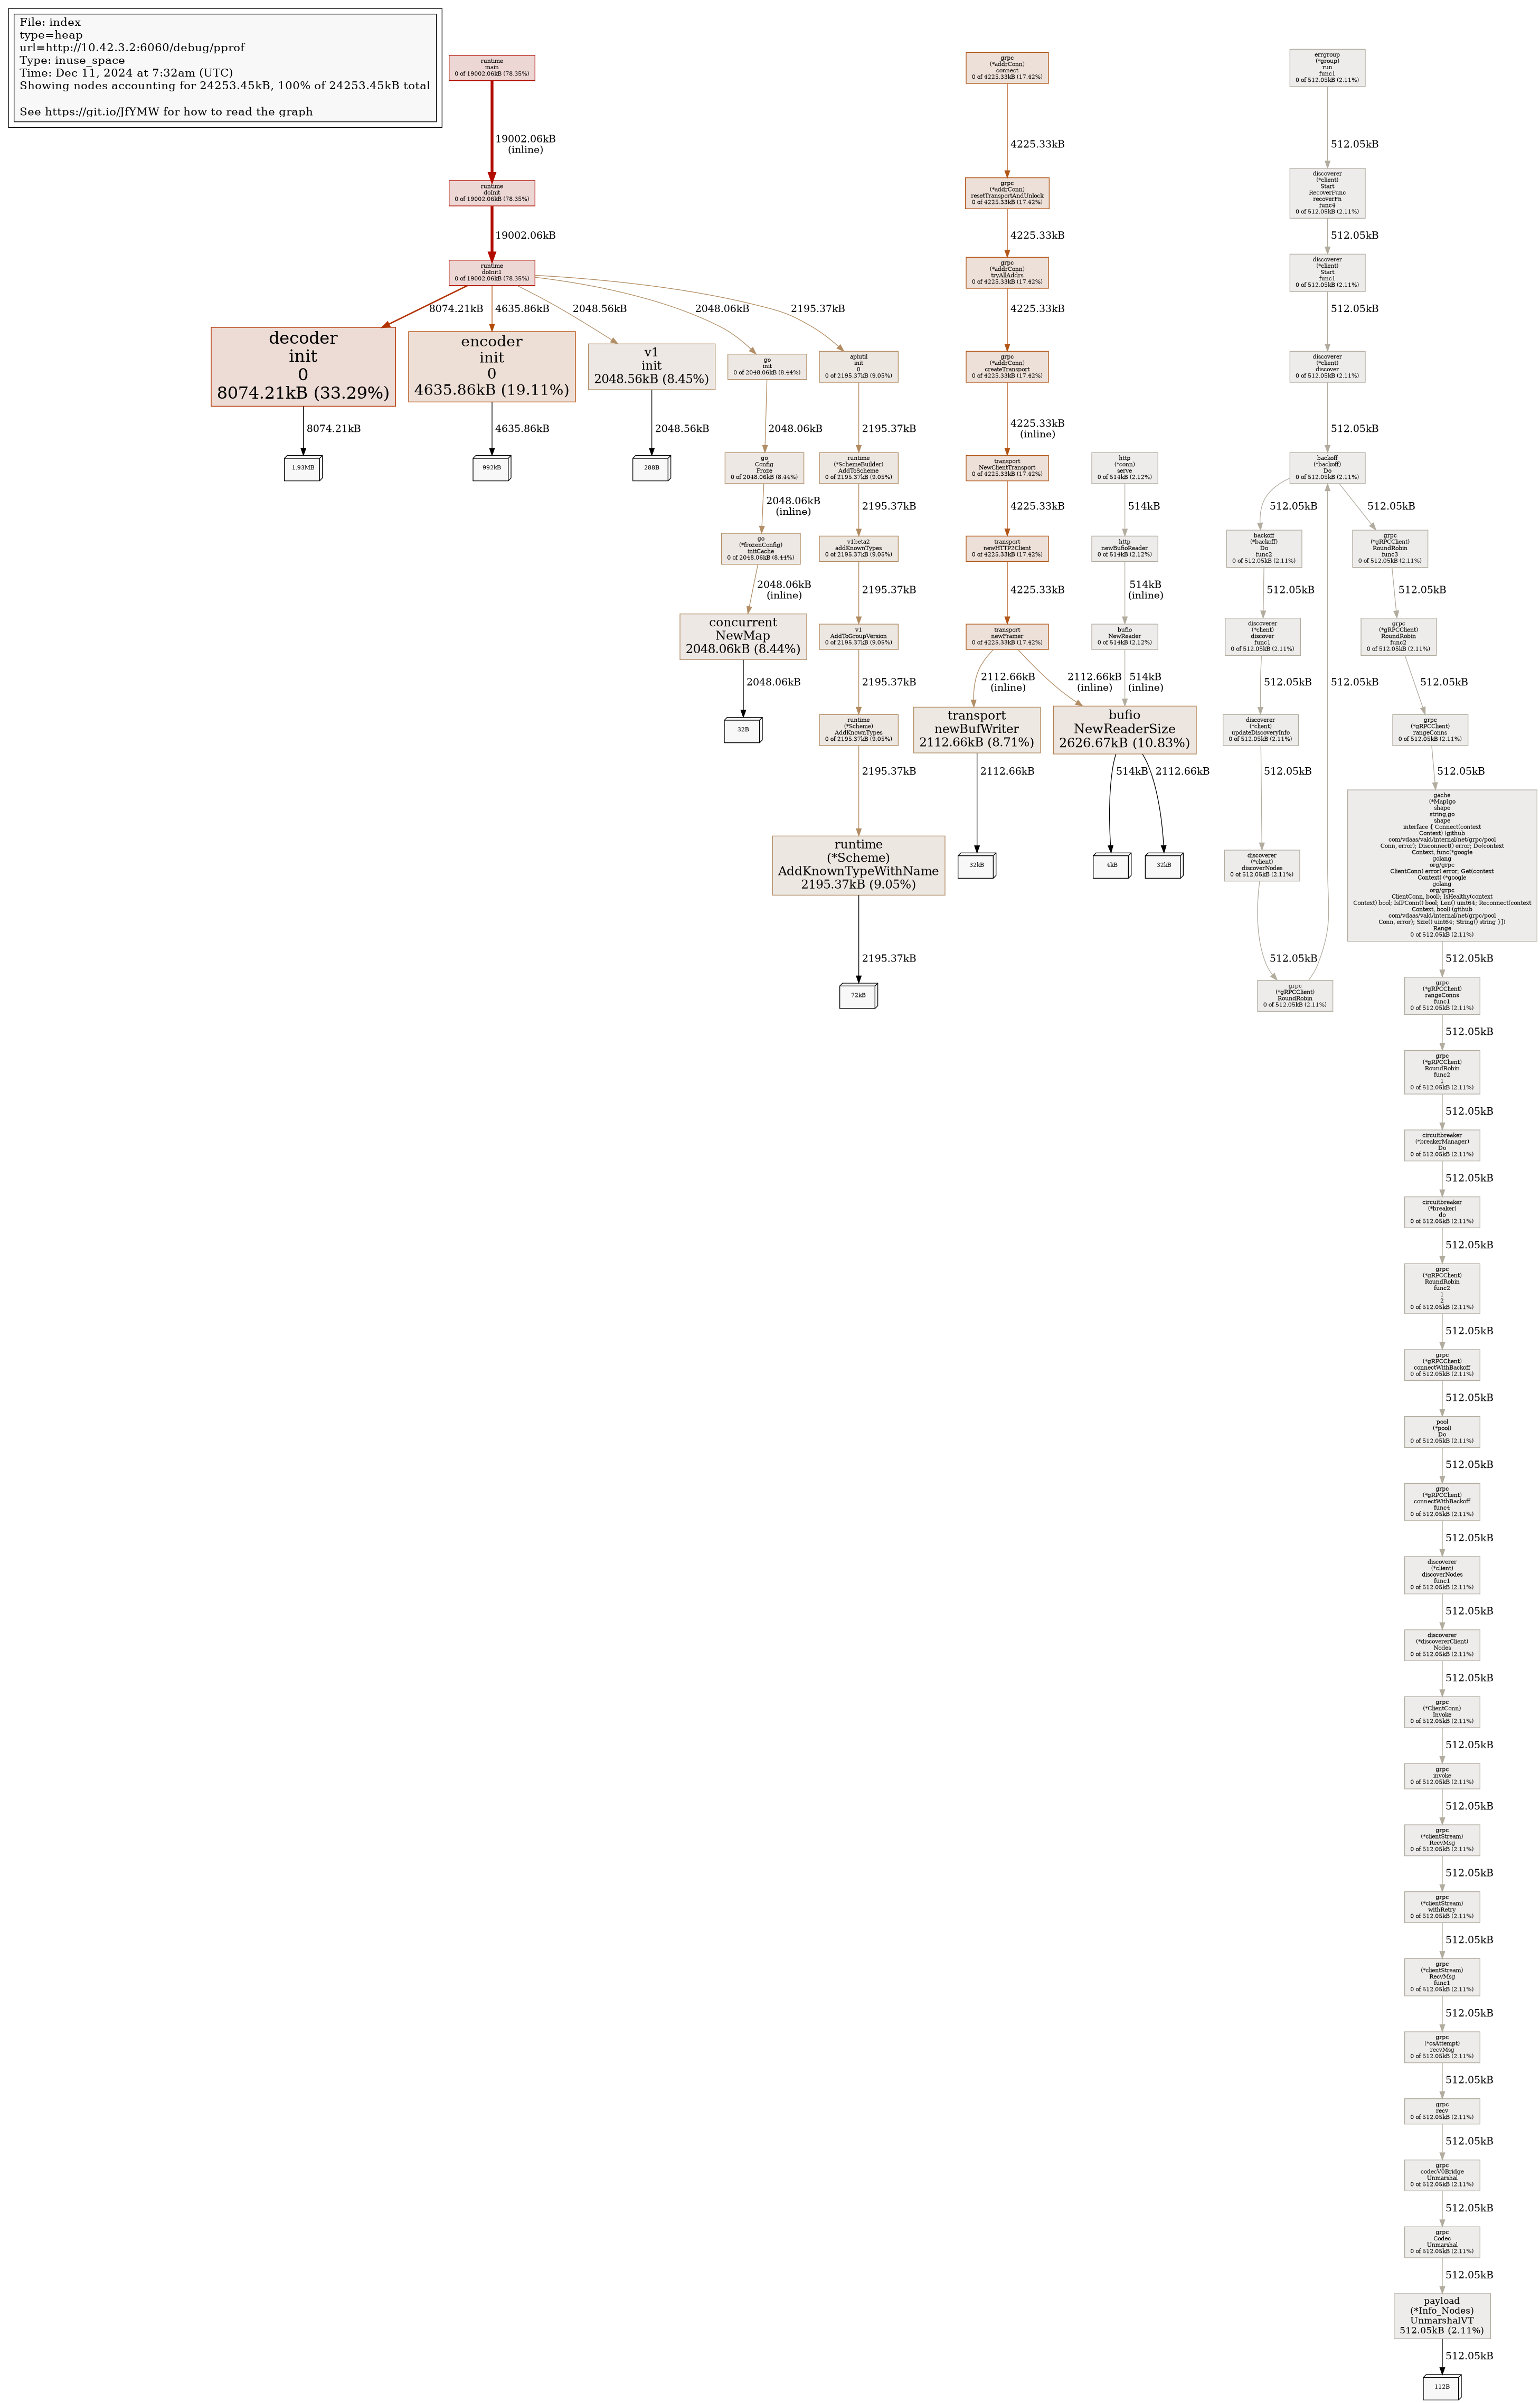 File: index
type=heap
url=http://10.42.3.2:6060/debug/pprof
Type: inuse_space
Time: Dec 11, 2024 at 7:32am (UTC)
Showing nodes accounting for 24253.45kB, 100% of 24253.45kB total
See https://git.io/JfYMW for how to read the graph
runtime
main
0 of 19002.06kB (78.35%)
19002.06kB
(inline)
runtime
doInit
0 of 19002.06kB (78.35%)
19002.06kB
runtime
doInit1
0 of 19002.06kB (78.35%)
8074.21kB
4635.86kB
2048.56kB
2048.06kB
2195.37kB
decoder
init
0
8074.21kB (33.29%)
8074.21kB
1.93MB
encoder
init
0
4635.86kB (19.11%)
4635.86kB
992kB
v1
init
2048.56kB (8.45%)
2048.56kB
288B
go
init
0 of 2048.06kB (8.44%)
2048.06kB
go
Config
Froze
0 of 2048.06kB (8.44%)
2048.06kB
(inline)
go
(*frozenConfig)
initCache
0 of 2048.06kB (8.44%)
2048.06kB
(inline)
concurrent
NewMap
2048.06kB (8.44%)
2048.06kB
32B
apiutil
init
0
0 of 2195.37kB (9.05%)
2195.37kB
runtime
(*SchemeBuilder)
AddToScheme
0 of 2195.37kB (9.05%)
2195.37kB
v1beta2
addKnownTypes
0 of 2195.37kB (9.05%)
2195.37kB
v1
AddToGroupVersion
0 of 2195.37kB (9.05%)
2195.37kB
runtime
(*Scheme)
AddKnownTypes
0 of 2195.37kB (9.05%)
2195.37kB
runtime
(*Scheme)
AddKnownTypeWithName
2195.37kB (9.05%)
2195.37kB
72kB
grpc
(*addrConn)
connect
0 of 4225.33kB (17.42%)
4225.33kB
grpc
(*addrConn)
resetTransportAndUnlock
0 of 4225.33kB (17.42%)
4225.33kB
grpc
(*addrConn)
tryAllAddrs
0 of 4225.33kB (17.42%)
4225.33kB
grpc
(*addrConn)
createTransport
0 of 4225.33kB (17.42%)
4225.33kB
(inline)
transport
NewClientTransport
0 of 4225.33kB (17.42%)
4225.33kB
transport
newHTTP2Client
0 of 4225.33kB (17.42%)
4225.33kB
transport
newFramer
0 of 4225.33kB (17.42%)
2112.66kB
(inline)
2112.66kB
(inline)
transport
newBufWriter
2112.66kB (8.71%)
2112.66kB
32kB
http
(*conn)
serve
0 of 514kB (2.12%)
514kB
http
newBufioReader
0 of 514kB (2.12%)
514kB
(inline)
bufio
NewReader
0 of 514kB (2.12%)
514kB
(inline)
bufio
NewReaderSize
2626.67kB (10.83%)
514kB
2112.66kB
4kB
32kB
errgroup
(*group)
run
func1
0 of 512.05kB (2.11%)
512.05kB
discoverer
(*client)
Start
RecoverFunc
recoverFn
func4
0 of 512.05kB (2.11%)
512.05kB
discoverer
(*client)
Start
func1
0 of 512.05kB (2.11%)
512.05kB
discoverer
(*client)
discover
0 of 512.05kB (2.11%)
512.05kB
backoff
(*backoff)
Do
0 of 512.05kB (2.11%)
512.05kB
512.05kB
backoff
(*backoff)
Do
func2
0 of 512.05kB (2.11%)
512.05kB
discoverer
(*client)
discover
func1
0 of 512.05kB (2.11%)
512.05kB
discoverer
(*client)
updateDiscoveryInfo
0 of 512.05kB (2.11%)
512.05kB
discoverer
(*client)
discoverNodes
0 of 512.05kB (2.11%)
512.05kB
grpc
(*gRPCClient)
RoundRobin
0 of 512.05kB (2.11%)
512.05kB
grpc
(*gRPCClient)
RoundRobin
func3
0 of 512.05kB (2.11%)
512.05kB
grpc
(*gRPCClient)
RoundRobin
func2
0 of 512.05kB (2.11%)
512.05kB
grpc
(*gRPCClient)
rangeConns
0 of 512.05kB (2.11%)
512.05kB
gache
(*Map[go
shape
string,go
shape
interface { Connect(context
Context) (github
com/vdaas/vald/internal/net/grpc/pool
Conn, error); Disconnect() error; Do(context
Context, func(*google
golang
org/grpc
ClientConn) error) error; Get(context
Context) (*google
golang
org/grpc
ClientConn, bool); IsHealthy(context
Context) bool; IsIPConn() bool; Len() uint64; Reconnect(context
Context, bool) (github
com/vdaas/vald/internal/net/grpc/pool
Conn, error); Size() uint64; String() string }])
Range
0 of 512.05kB (2.11%)
512.05kB
grpc
(*gRPCClient)
rangeConns
func1
0 of 512.05kB (2.11%)
512.05kB
grpc
(*gRPCClient)
RoundRobin
func2
1
0 of 512.05kB (2.11%)
512.05kB
circuitbreaker
(*breakerManager)
Do
0 of 512.05kB (2.11%)
512.05kB
circuitbreaker
(*breaker)
do
0 of 512.05kB (2.11%)
512.05kB
grpc
(*gRPCClient)
RoundRobin
func2
1
2
0 of 512.05kB (2.11%)
512.05kB
grpc
(*gRPCClient)
connectWithBackoff
0 of 512.05kB (2.11%)
512.05kB
pool
(*pool)
Do
0 of 512.05kB (2.11%)
512.05kB
grpc
(*gRPCClient)
connectWithBackoff
func4
0 of 512.05kB (2.11%)
512.05kB
discoverer
(*client)
discoverNodes
func1
0 of 512.05kB (2.11%)
512.05kB
discoverer
(*discovererClient)
Nodes
0 of 512.05kB (2.11%)
512.05kB
grpc
(*ClientConn)
Invoke
0 of 512.05kB (2.11%)
512.05kB
grpc
invoke
0 of 512.05kB (2.11%)
512.05kB
grpc
(*clientStream)
RecvMsg
0 of 512.05kB (2.11%)
512.05kB
grpc
(*clientStream)
withRetry
0 of 512.05kB (2.11%)
512.05kB
grpc
(*clientStream)
RecvMsg
func1
0 of 512.05kB (2.11%)
512.05kB
grpc
(*csAttempt)
recvMsg
0 of 512.05kB (2.11%)
512.05kB
grpc
recv
0 of 512.05kB (2.11%)
512.05kB
grpc
codecV0Bridge
Unmarshal
0 of 512.05kB (2.11%)
512.05kB
grpc
Codec
Unmarshal
0 of 512.05kB (2.11%)
512.05kB
payload
(*Info_Nodes)
UnmarshalVT
512.05kB (2.11%)
512.05kB
112B